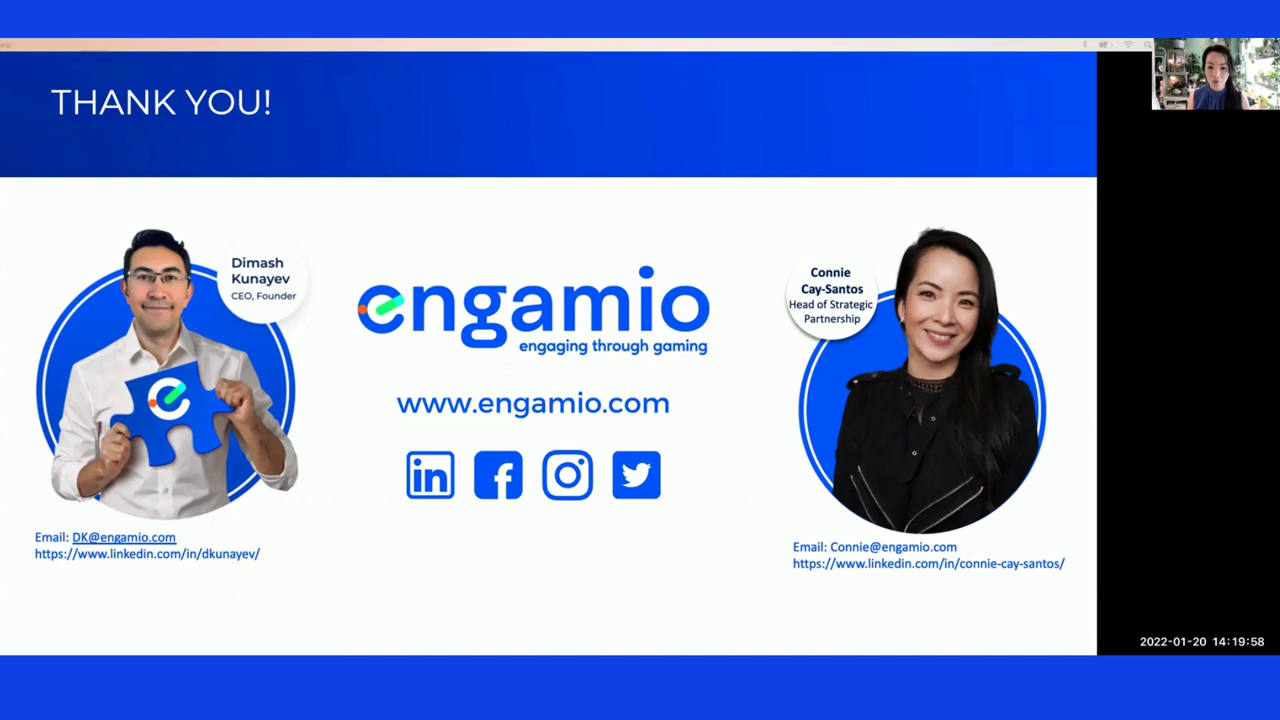 THANK YOU!
Dimash
Kunayev
CEO, Founder
engamio
engaging through gaming
www.engamio.com
in
f
Connie
Cay-Santos
Head of Strategic
Partnership
Email: DK@engamio.com
https://www.linkedin.com/in/dkunayev/
Email: Connie@engamio.com
https://www.linkedin.com/in/connie-cay-santos/
2022-01-20 14:19:58